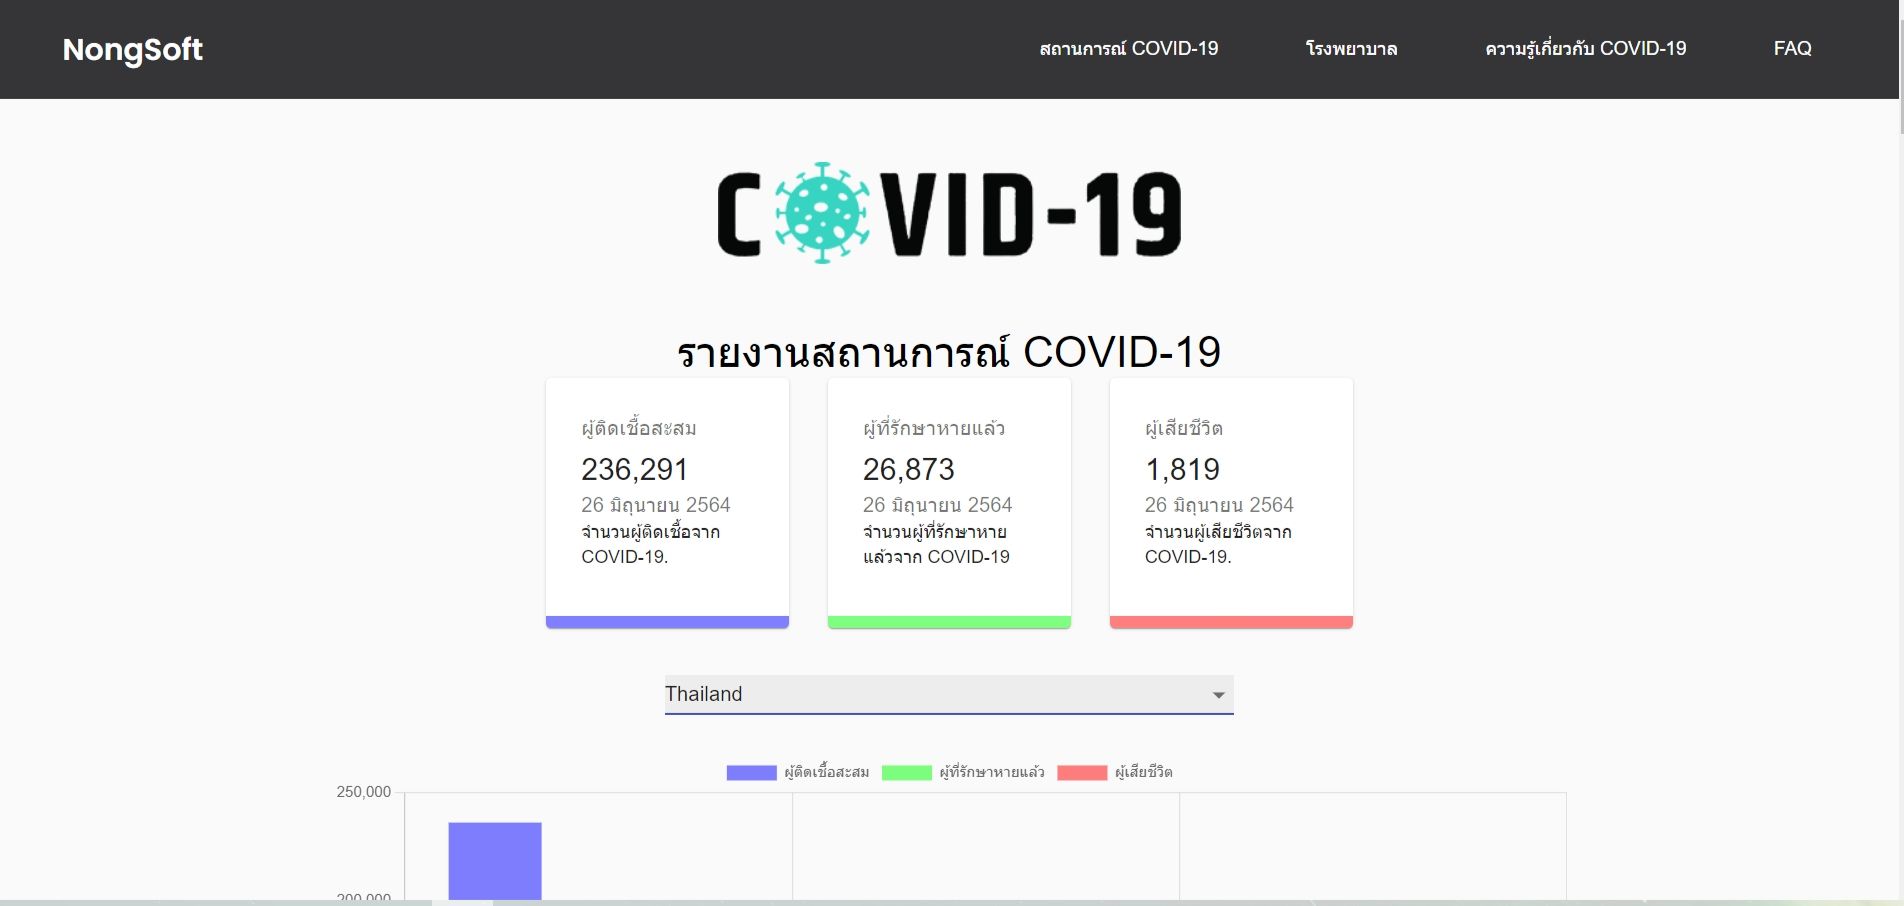 NongSoft
สถานการณ์ COVID-19
โรงพยาบาล
ความรู้เกี่ยวกับ COVID-19
FAQ
COVID-19
รายงานสถานการณ์ COVID-19
ผู้ติดเชื้อสะสม
236,291
26 มิถุนายน 2564
จำนวนผู้ติดเชื้อจาก
COVID-19.
ผู้ที่รักษาหายแล้ว
26,873
26 มิถุนายน 2564
จำนวนผู้ที่รักษาหาย
แล้วจาก COVID-19
ผู้เสียชีวิต
1,819
26 มิถุนายน 2564
จำนวนผู้เสียชีวิตจาก
COVID-19.
Thailand
ผู้ติดเชื้อสะสม
ผู้ที่รักษาหายแล้ว
ผู้เสียชีวิต
250,000
200,000